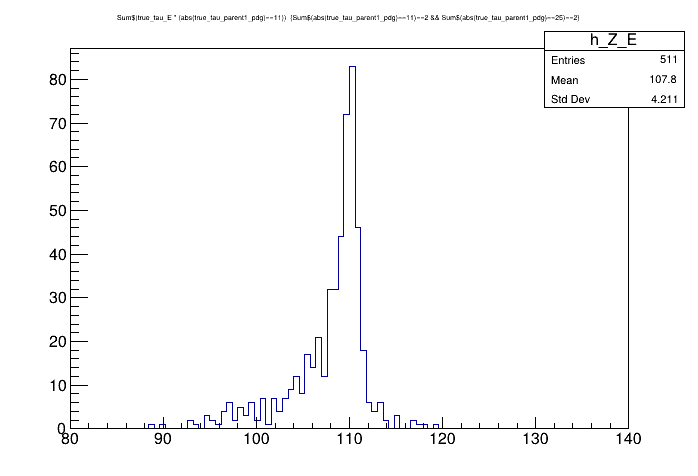 Sum$(true_tau_E * (abs(true_tau_parent1_pdg)==11)) {Sum$(abs(true_tau_parent1_pdg)==11)==2 && Sum$(abs(true_tau_parent1_pdg)==25)==2}
h_Z_E
Entries 511
Mean 107.8
Std Dev 4.211
80
70
60
50
40
30
20
10
0
80 90 100 110 120 130 140